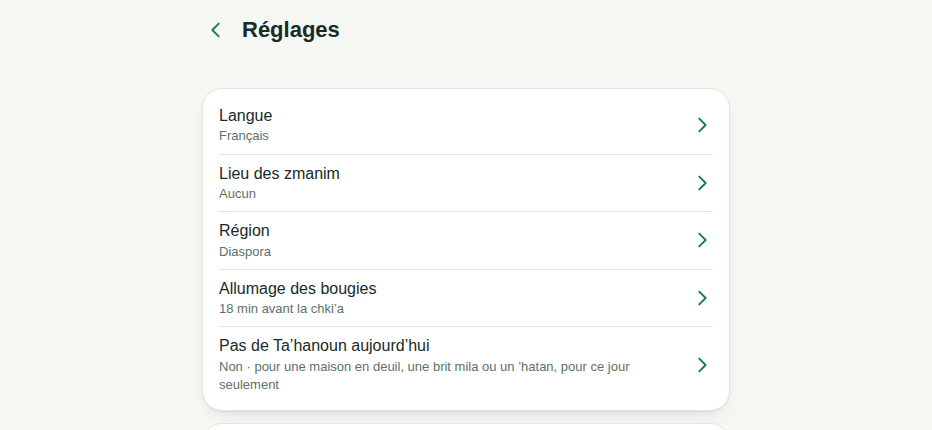 Réglages
Langue
Français
Lieu des zmanim
Aucun
Région
Diaspora
Allumage des bougies
18 min avant la chki’a
Pas de Ta’hanoun aujourd’hui
Non · pour une maison en deuil, une brit mila ou un ’hatan, pour ce jour
seulement